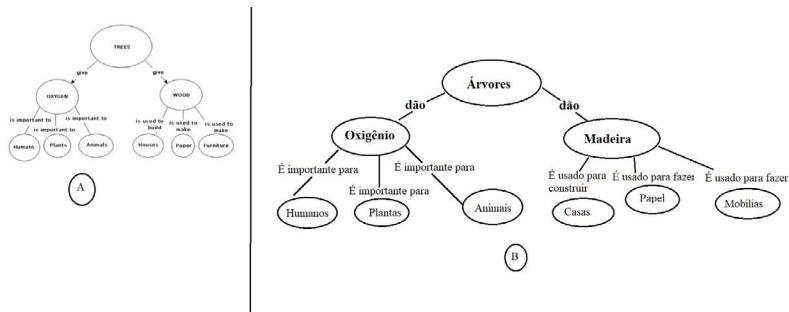 TREES
give
give
OXYGEN
WOOD
is important to
is important to
is important to
is used to
build
is used to
make
is used to
make
Humans
Plants
Animals
Houses
Paper
Furniture
A
Árvores
dão
dão
Oxigênio
Madeira
É importante para
É importante para
É importante para
É usado para
construir
É usado para fazer
É usado para fazer
Humanos
Plantas
Animais
Casas
Papel
Mobilias
B